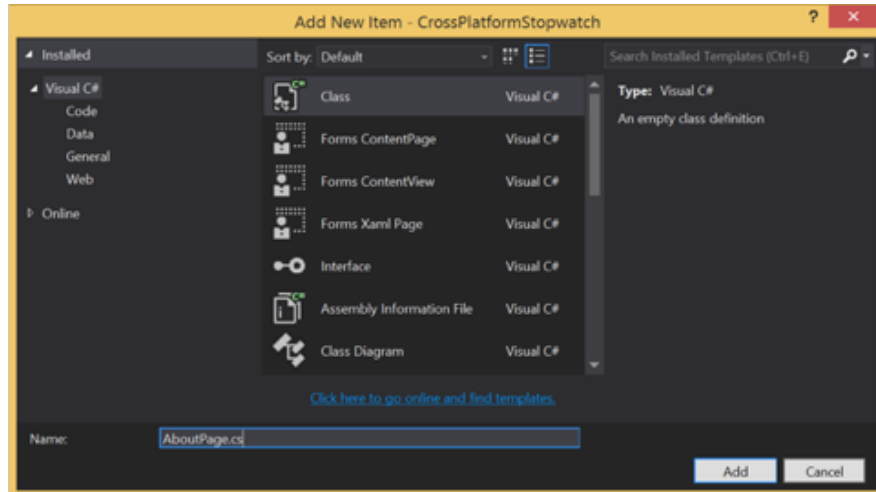 Add New Item - CrossPlatformStopwatch
?
Installed
Sort by: Default
Search Installed Templates (Ctrl+E)
Visual C#
Code
Data
General
Web
Online
Class Visual C#
Forms ContentPage Visual C#
Forms ContentView Visual C#
Forms Xaml Page Visual C#
Interface Visual C#
Assembly Information File Visual C#
Class Diagram Visual C#
Type: Visual C#
An empty class definition
Click here to go online and find templates.
Name: AboutPage.cs
Add Cancel